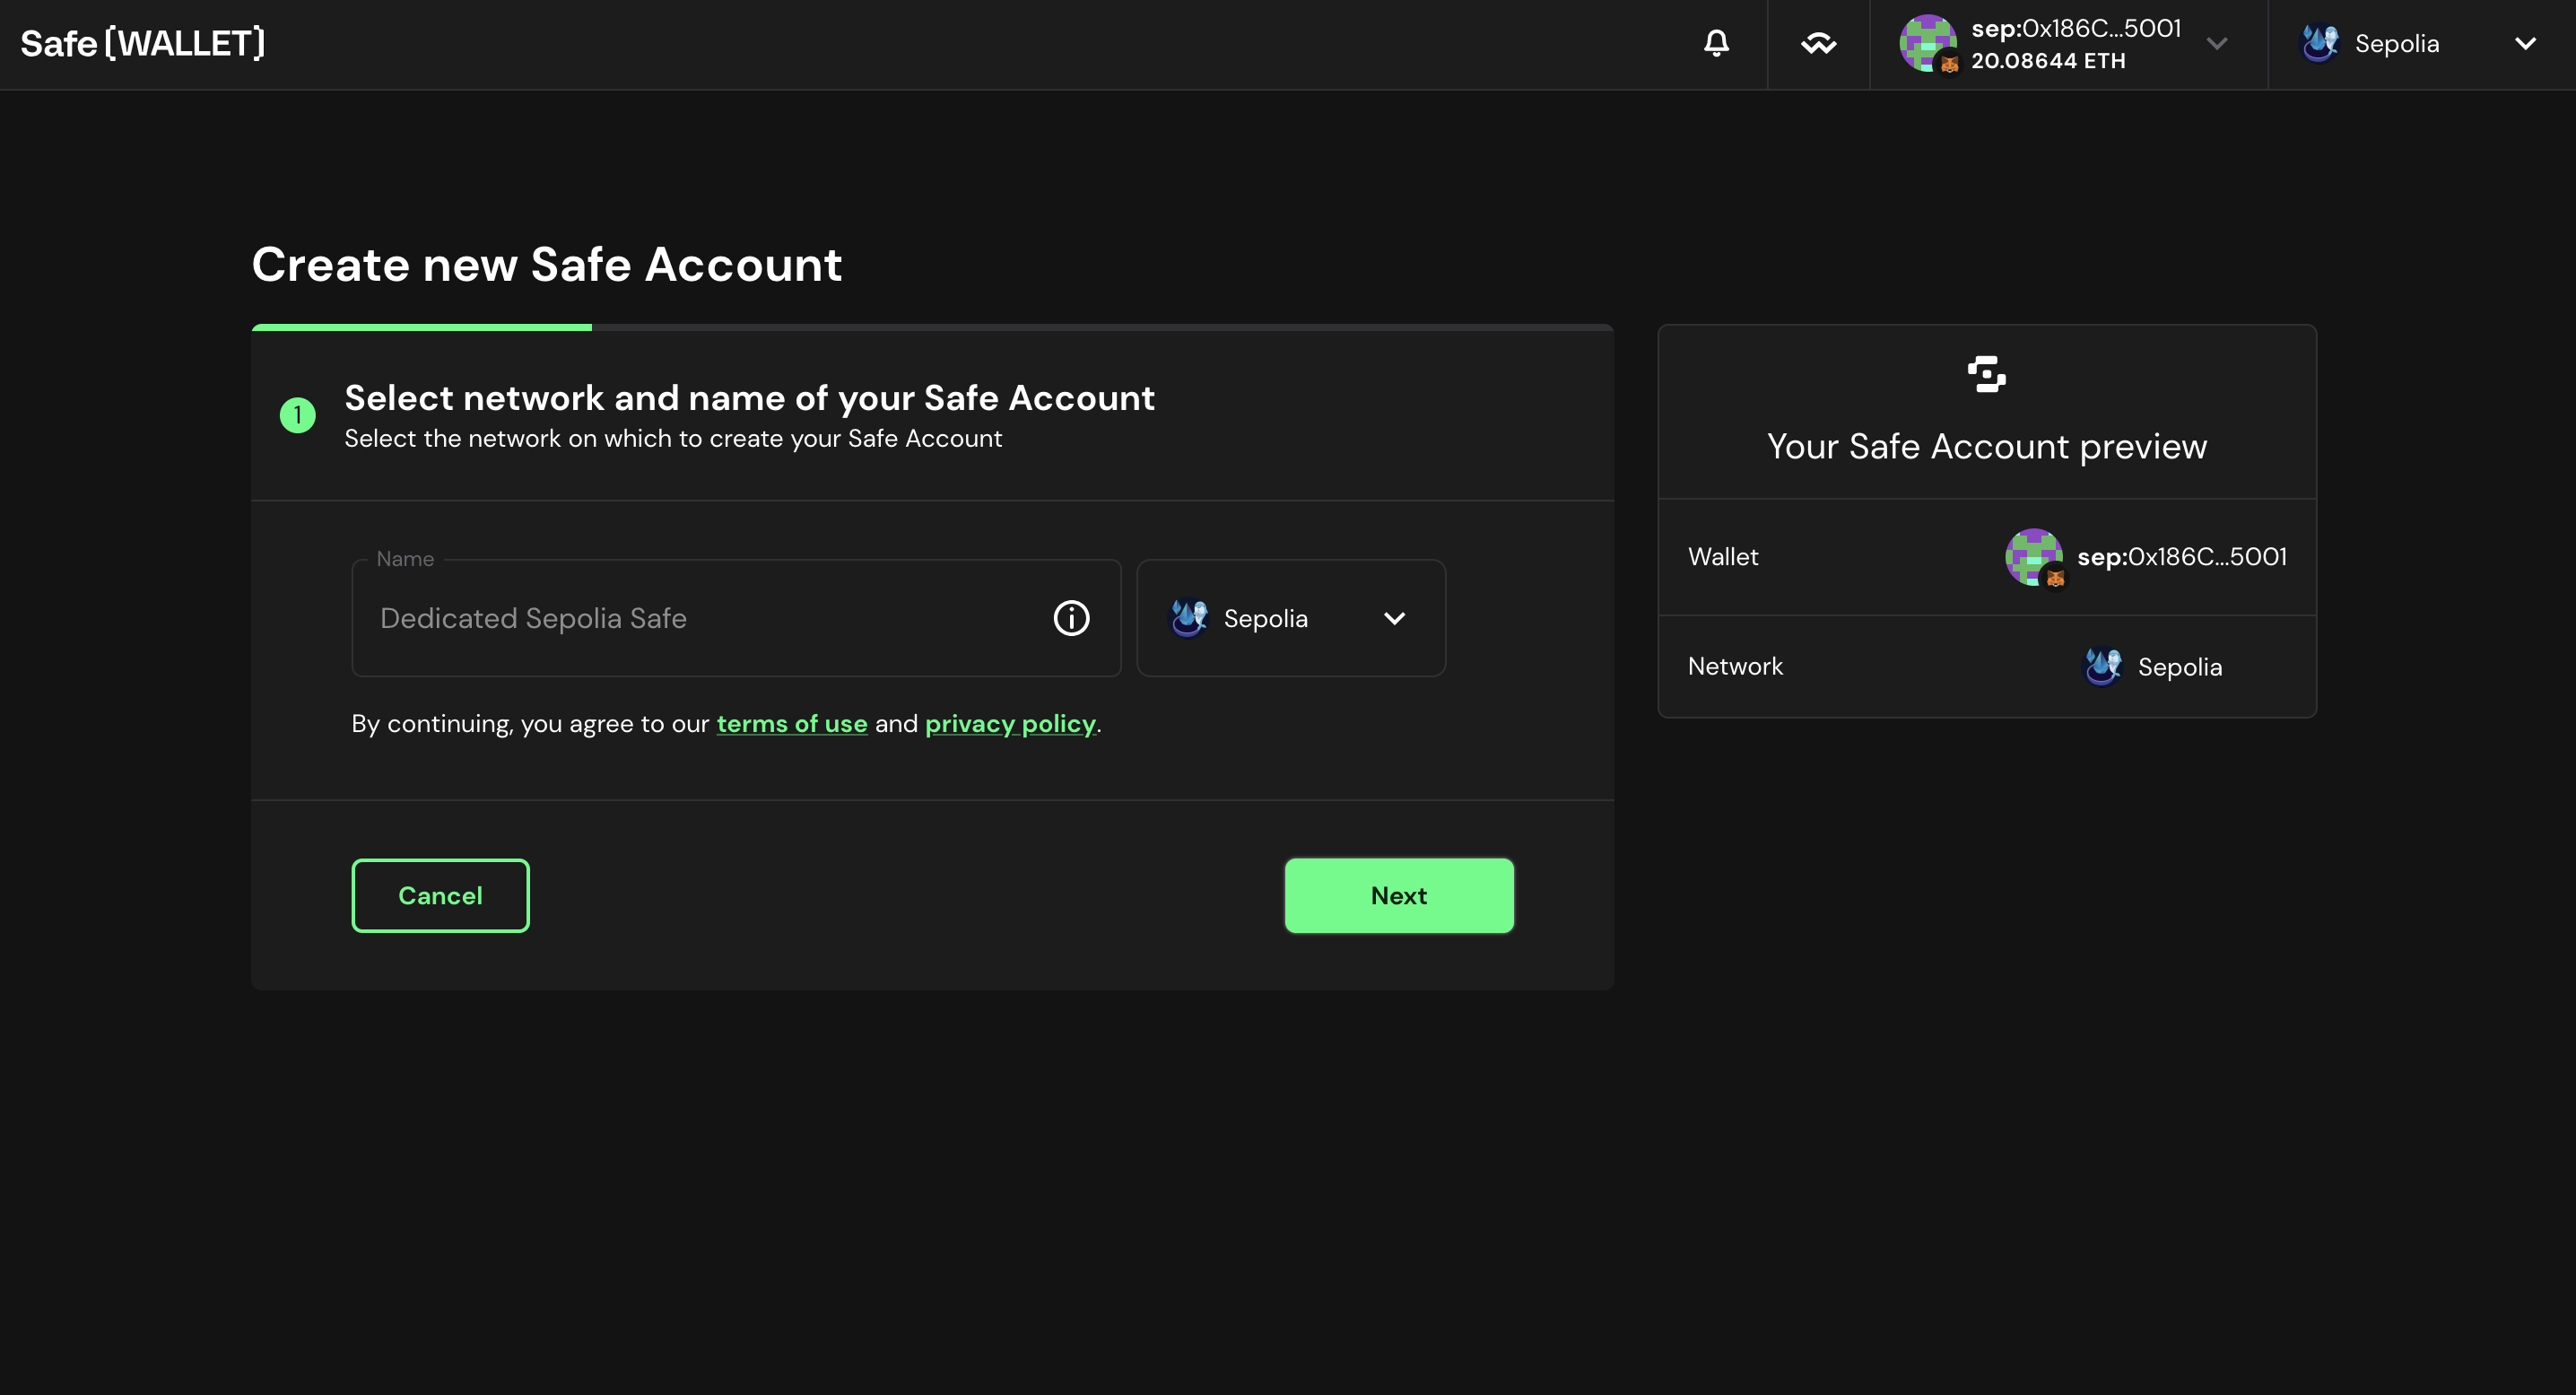 Safe [WALLET]
sep:0x186C...5001
20.08644 ETH
Sepolia
Create new Safe Account
1
Select network and name of your Safe Account
Select the network on which to create your Safe Account
Name
Dedicated Sepolia Safe
Sepolia
By continuing, you agree to our terms of use and privacy policy.
Cancel
Next
Your Safe Account preview
Wallet
sep:0x186C...5001
Network
Sepolia